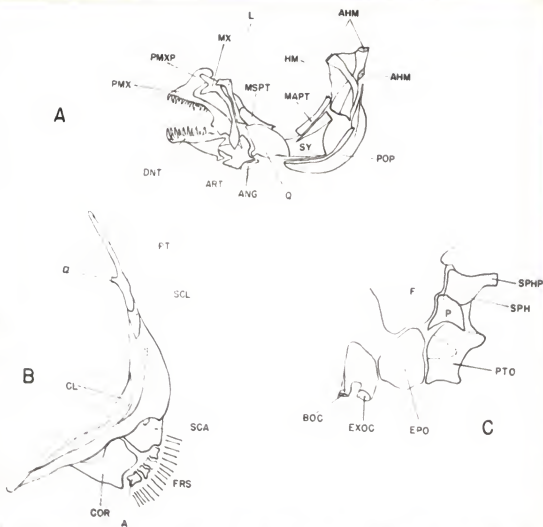 L
AHM
MX
PMXP
HM
MSPT
AHM
PMX
MAPT
A
SY
POP
DNT
ART
ANG
Q
PT
Q
SCL
F
SPHP
SPH
P
B
CL
PTO
SCA
BOC
EXOC
EPO
C
FRS
COR
A